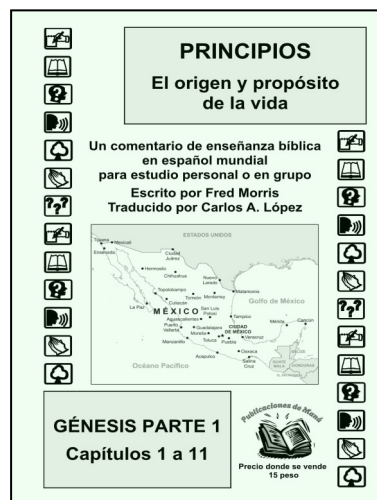 PRINCIPIOS
El origen y propósito
de la vida
Un comentario de enseñanza bíblica
en español mundial
para estudio personal o en grupo
Escrito por Fred Morris
Traducido por Carlos A. López
ESTADOS UNIDOS
Tijuana
Mexicali
Ensenada
Ciudad
Juárez
Hermosillo
Chihuahua
Nuevo
Laredo
Topolobampo
Torreón
Monterrey
Matamoros
Culiacán
La Paz
Golfo de México
MÉXICO
San Luis
Potosí
Tampico
Aguascalientes
Mérida
Cancún
Puerto
Vallarta
Guadalajara
CIUDAD
DE MÉXICO
Morelia
Veracruz
Manzanillo
Toluca
Puebla
Oaxaca
Acapulco
Salina
Cruz
Océano Pacífico
GÉNESIS PARTE 1
Capítulos 1 a 11
Publicaciones de Maná
Precio donde se vende
15 peso